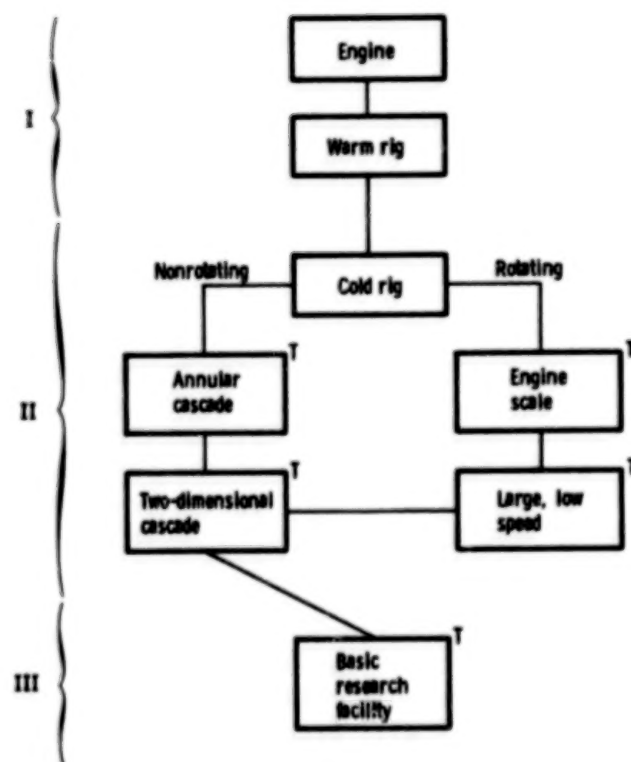 Engine
I
Warm rig
Nonrotating
Rotating
Cold rig
T
T
Annular
cascade
Engine
scale
II
T
T
Two-dimensional
cascade
Large, low
speed
T
Basic
research
facility
III